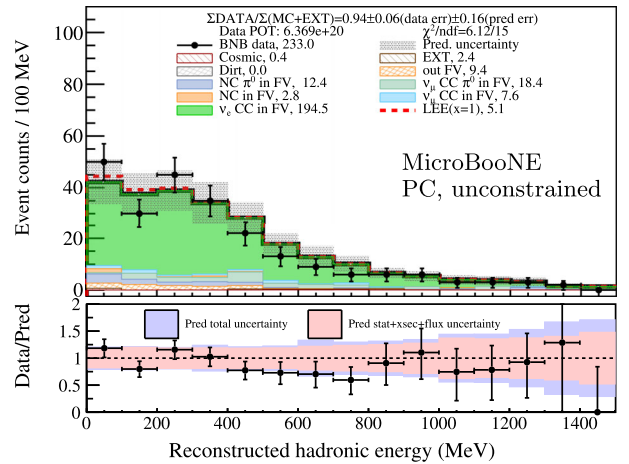 ΣDATA/Σ(MC+EXT)=0.94±0.06(data err)±0.16(pred err)
Data POT: 6.369e+20 χ²/ndf=6.12/15
BNB data, 233.0 Pred. uncertainty
Cosmic, 0.4 EXT, 2.4
Dirt, 0.0 out FV, 9.4
NC π⁰ in FV, 12.4 νμ CC π⁰ in FV, 18.4
NC in FV, 2.8 νμ CC in FV, 7.6
νe CC in FV, 194.5 LEE(x=1), 5.1
MicroBooNE
PC, unconstrained
Event counts / 100 MeV
100
80
60
40
20
0
Pred total uncertainty Pred stat+xsec+flux uncertainty
Data/Pred
2
1.5
1
0.5
0
0 200 400 600 800 1000 1200 1400
Reconstructed hadronic energy (MeV)